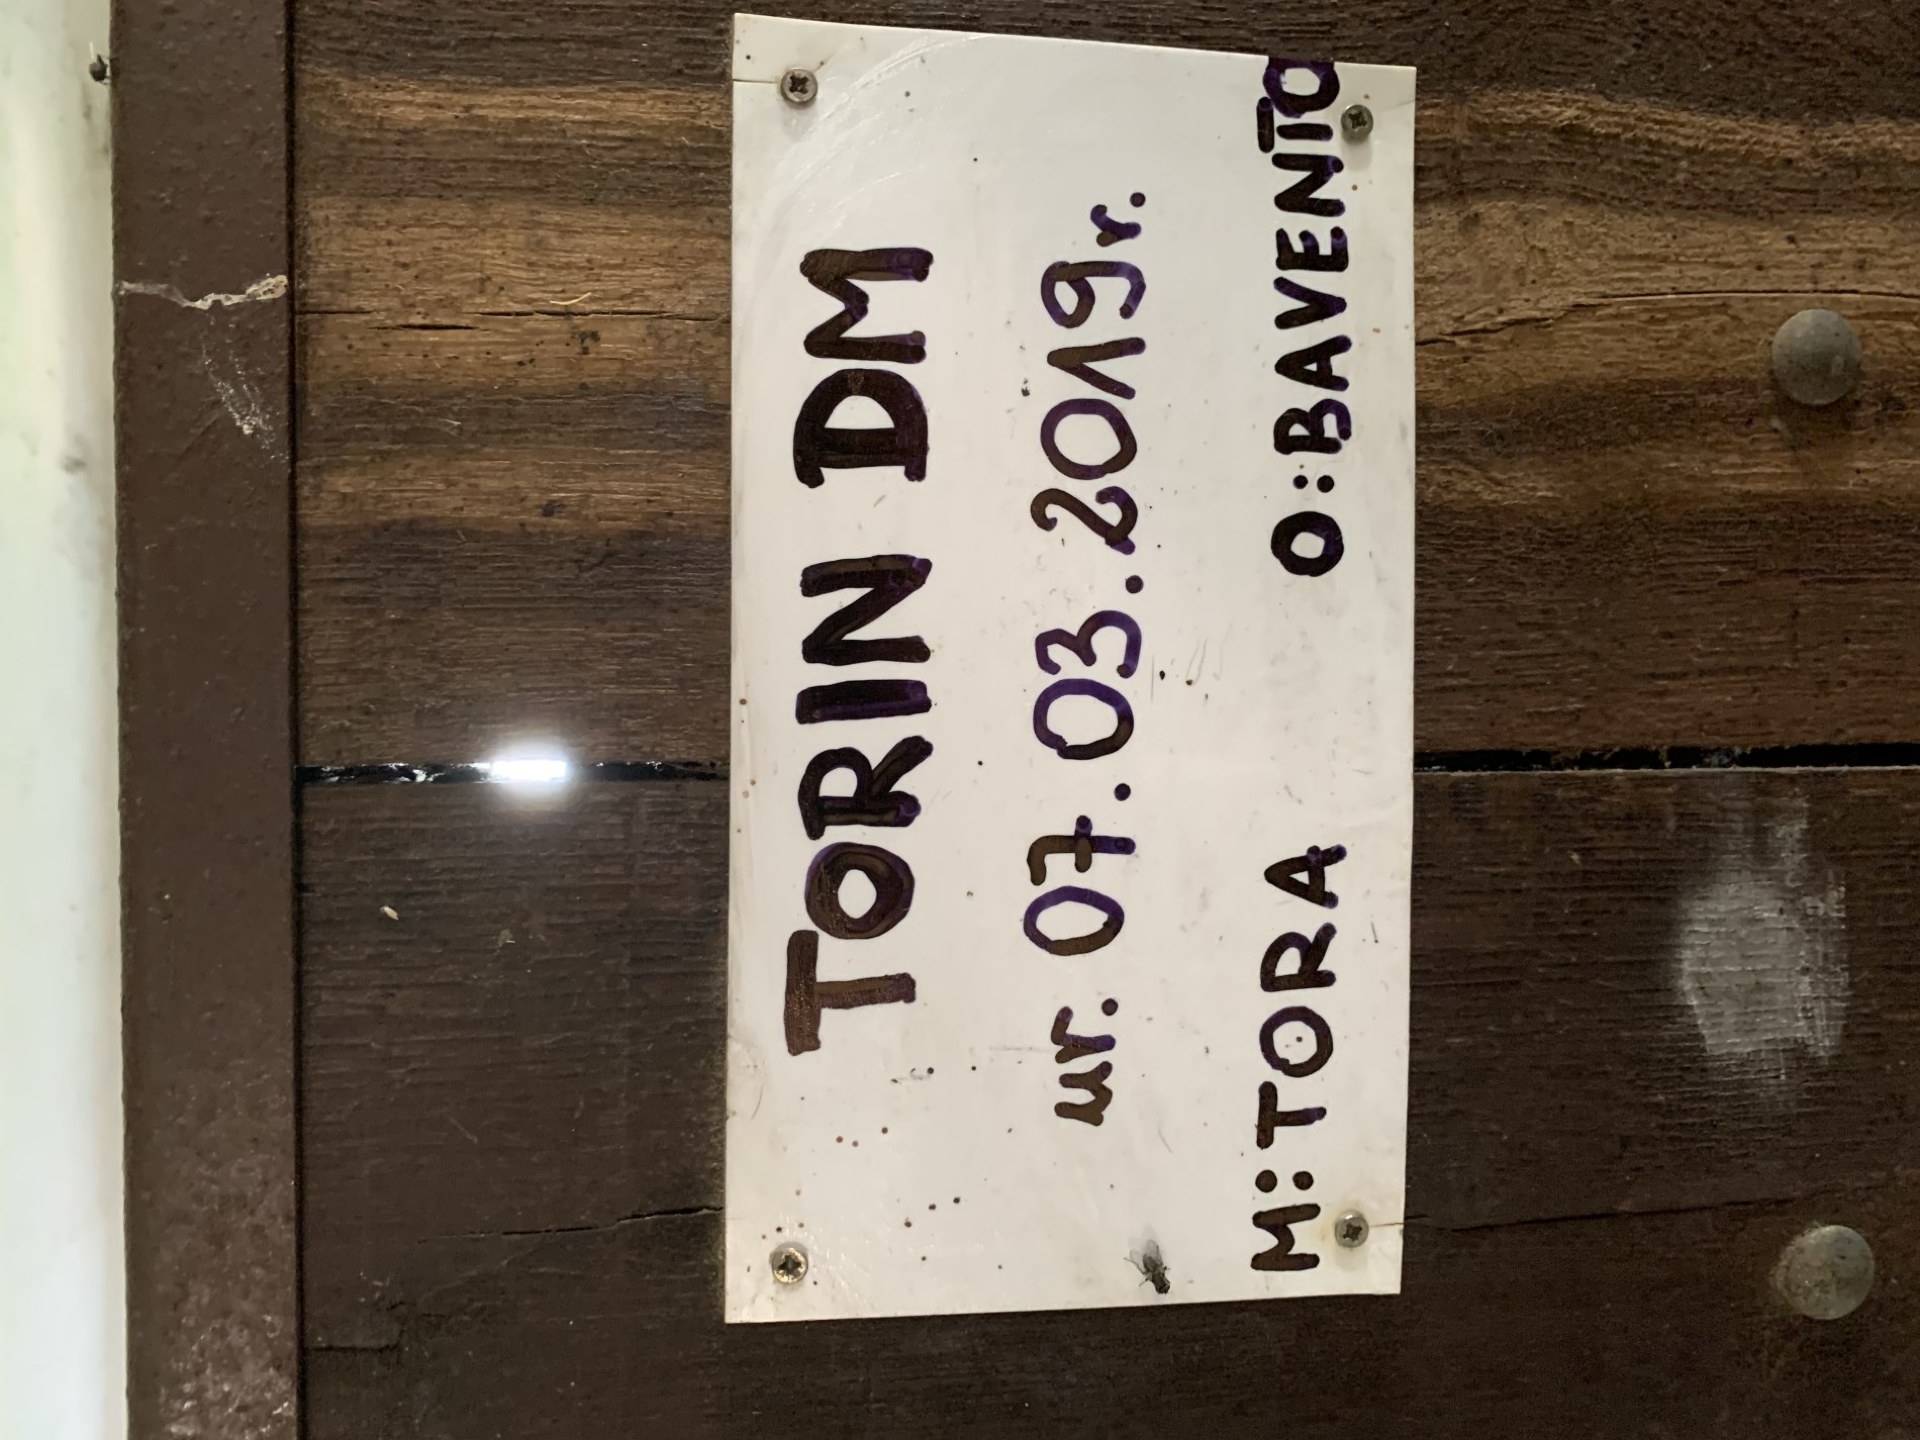 TORIN DM
ur. 07.03.2019r.
M:TORA O:BAVENTO